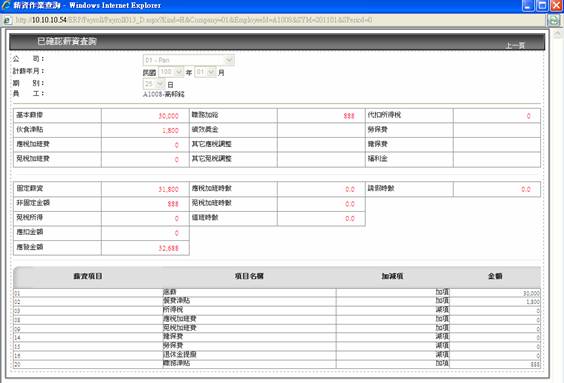 薪資作業查詢 - Windows Internet Explorer
http://10.10.10.54/ERP/Payroll/Payroll013_D.aspx?Kind=H&Company=01&EmployeeId=A1008&SYM=201101&SPeriod=0
已確認薪資查詢 上一頁
公 司: 01 - Pan
計薪年月: 民國 100 年 01 月
期 別: 25 日
員 工: A1008-
基本薪俸 30,000 職務加給 888 代扣所得稅 0
伙食津貼 1,800 績效獎金 勞保費
應稅加班費 0 其它應稅調整 健保費
免稅加班費 0 其它免稅調整 福利金
固定薪資 31,800 應稅加班時數 0.0 請假時數 0.0
非固定金額 888 免稅加班時數 0.0
免稅所得 0 值班時數 0.0
應扣金額 0
應發金額 32,688
薪資項目 項目名稱 加減項 金額
01 底薪 加項 30,000
02 伙食津貼 加項 1,800
03 所得稅 減項 0
08 應稅加班費 加項 0
09 免稅加班費 加項 0
14 健保費 減項 0
15 勞保費 減項 0
16 退休金提撥 減項 0
20 職務津貼 加項 888